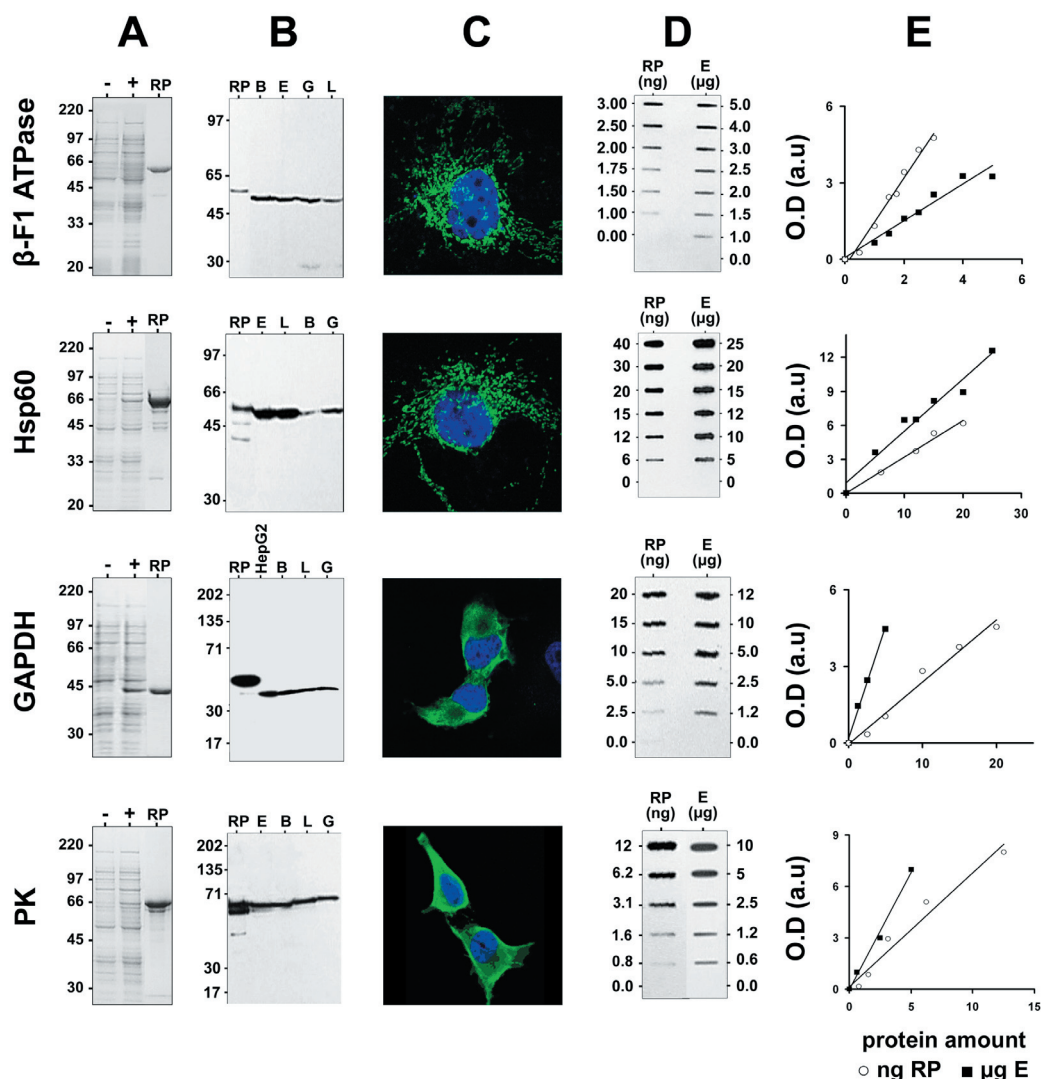 A B C D E
β-F1 ATPase
- + RP
220
97
66
45
33
20
RP B E G L
97
45
30
RP (ng)
E (μg)
3.00 5.0
2.50 4.0
2.00 3.0
1.75 2.5
1.50 2.0
1.00 1.5
0.00 1.0
0.0
O.D (a.u)
6
3
0
0 2 4 6
Hsp60
- + RP
220
97
66
45
33
20
RP E L B G
97
66
45
30
RP (ng)
E (μg)
40 25
30 20
20 15
15 12
12 10
6 5
0 0
O.D (a.u)
12
9
6
3
0
0 10 20 30
GAPDH
- + RP
220
97
66
45
30
RP HepG2 B L G
202
135
71
30
17
RP (ng)
E (μg)
20 12
15 10
10 5.0
5.0 2.5
2.5 1.2
0.0 0.0
O.D (a.u)
6
3
0
0 10 20
PK
- + RP
220
97
66
45
30
RP E B L G
202
135
71
30
17
RP (ng)
E (μg)
12 10
6.2 5
3.1 2.5
1.6 1.2
0.8 0.6
0.0 0.0
O.D (a.u)
9
6
3
0
0 5 10 15
protein amount
○ ng RP ■ μg E